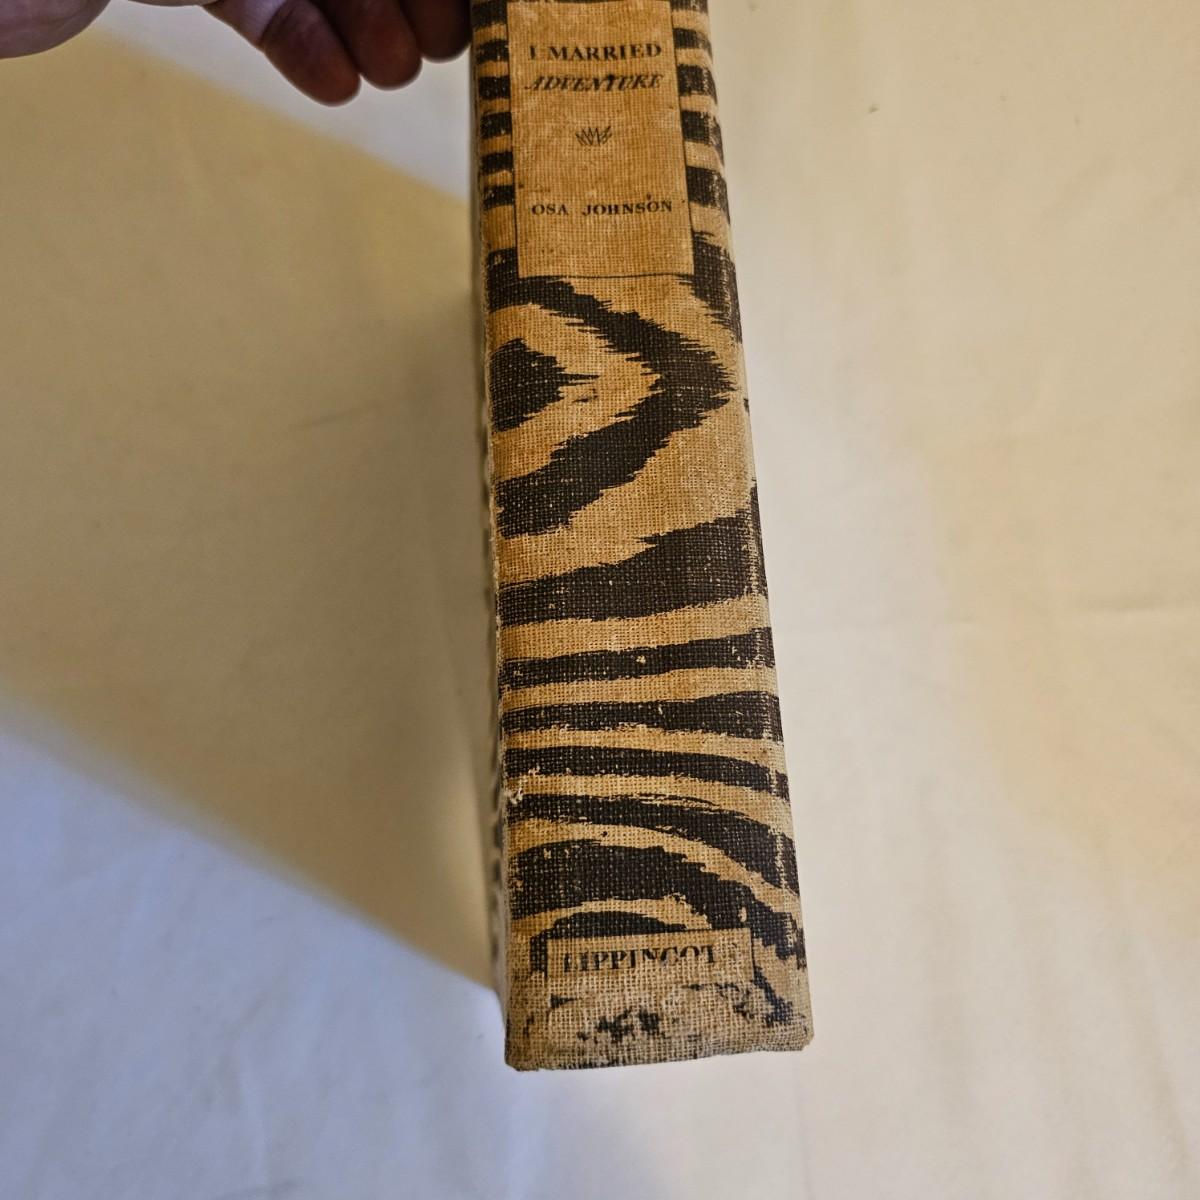 I MARRIED
ADVENTURE
OSA JOHNSON
LIPPINCOTT